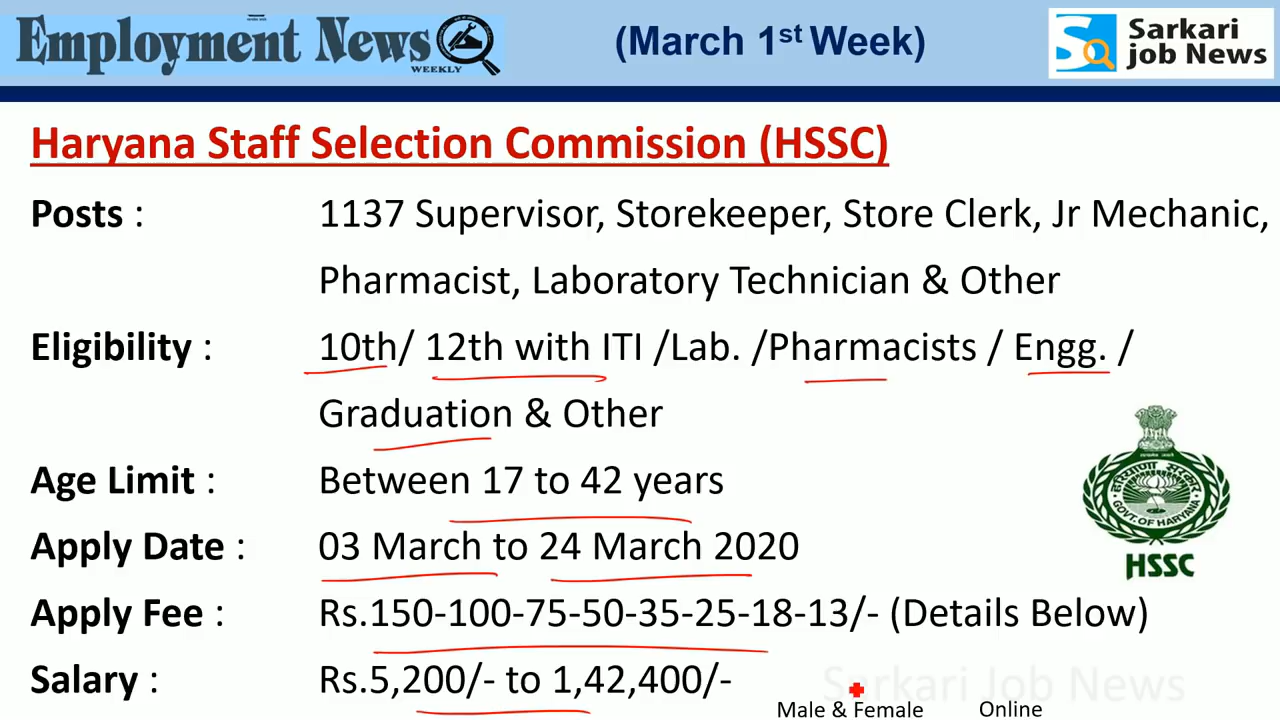 Employment News
WEEKLY
(March 1st Week)
Sarkari
job News
Haryana Staff Selection Commission (HSSC)
Posts : 1137 Supervisor, Storekeeper, Store Clerk, Jr Mechanic,
Pharmacist, Laboratory Technician & Other
Eligibility : 10th/ 12th with ITI /Lab. /Pharmacists / Engg. /
Graduation & Other
Age Limit : Between 17 to 42 years
Apply Date : 03 March to 24 March 2020
Apply Fee : Rs.150-100-75-50-35-25-18-13/- (Details Below)
Salary : Rs.5,200/- to 1,42,400/-
हरियाणा सरकार
GOVT. OF HARYANA
HSSC
Sarkari Job News
Male & Female Online